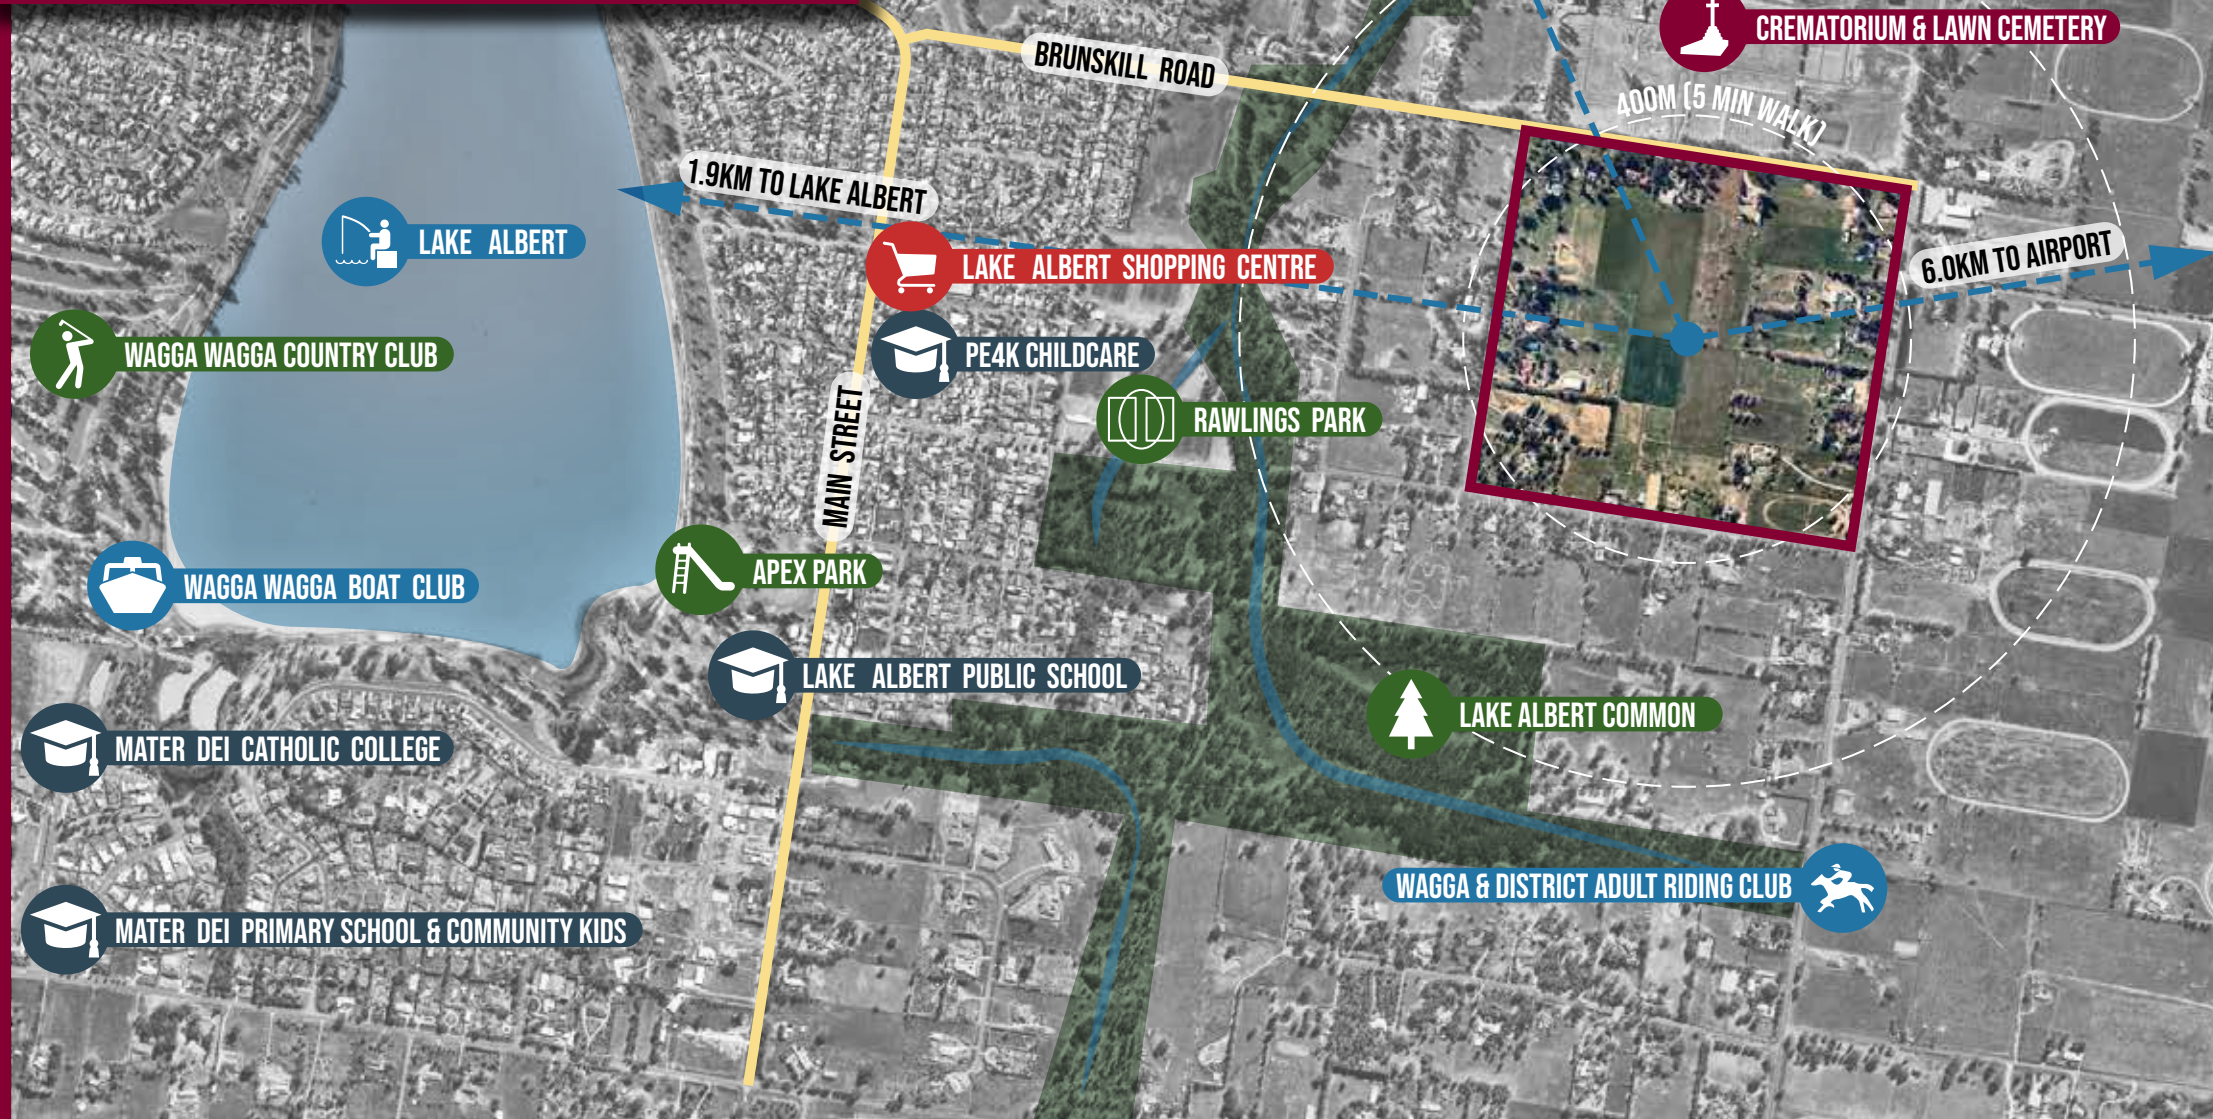 CREMATORIUM & LAWN CEMETERY
BRUNSKILL ROAD
400M (5 MIN WALK)
1.9KM TO LAKE ALBERT
LAKE ALBERT
LAKE ALBERT SHOPPING CENTRE
6.0KM TO AIRPORT
WAGGA WAGGA COUNTRY CLUB
PE4K CHILDCARE
RAWLINGS PARK
MAIN STREET
WAGGA WAGGA BOAT CLUB
APEX PARK
LAKE ALBERT PUBLIC SCHOOL
LAKE ALBERT COMMON
MATER DEI CATHOLIC COLLEGE
WAGGA & DISTRICT ADULT RIDING CLUB
MATER DEI PRIMARY SCHOOL & COMMUNITY KIDS